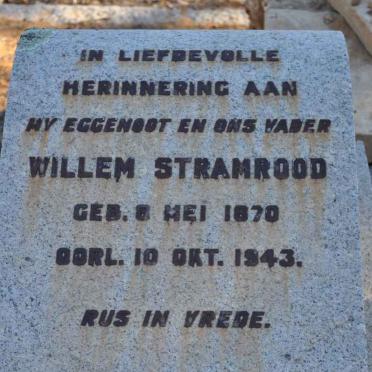 IN LIEFDEVOLLE
HERINNERING AAN
MY EGGENOOT EN ONS VADER
WILLEM STRAMROOD
GEB. 8 MEI 1870
OORL. 10 OKT. 1943.
RUS IN VREDE.